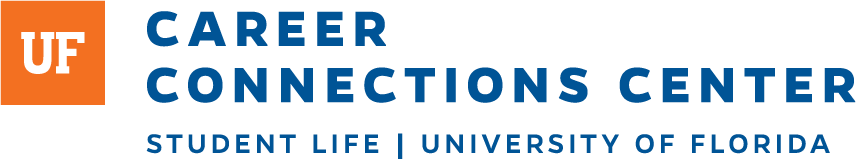 UF
CAREER
CONNECTIONS CENTER
STUDENT LIFE | UNIVERSITY OF FLORIDA